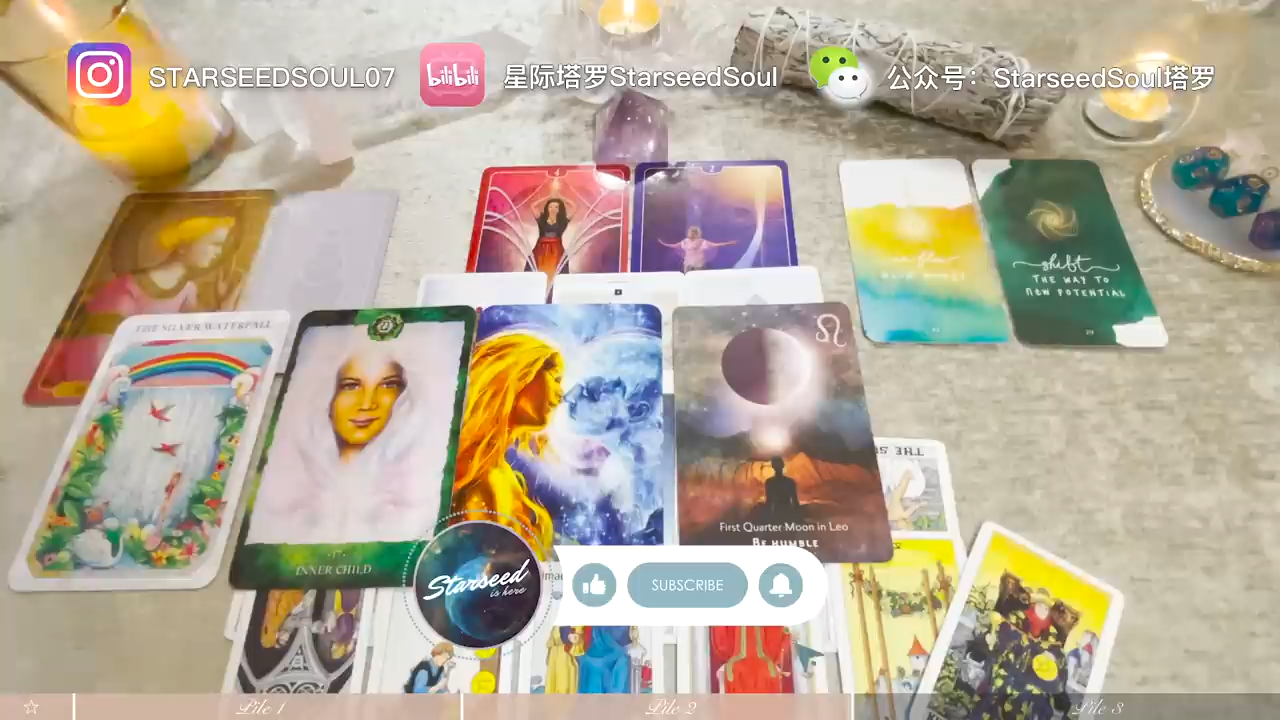 STARSEEDSOUL07
bilibili
星际塔罗StarseedSoul
公众号：StarseedSoul塔罗
shift
THE WAY TO
NEW POTENTIAL
29
THE SILVER WATERFALL
INNER CHILD
First Quarter Moon in Leo
BE HUMBLE
Starseed
is here
SUBSCRIBE
Pile 1
Pile 2
Pile 3